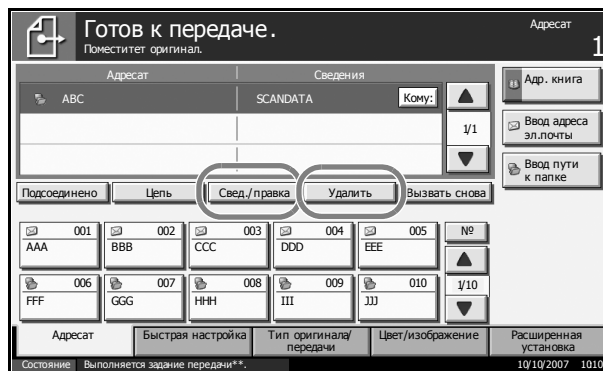 Готов к передаче.
Поместитет оригинал.
Адресат
1
Адресат Сведения
ABC SCANDATA Кому:
1/1
Адр. книга
Ввод адреса
эл.почты
Ввод пути
к папке
Подсоединено Цепь Свед./правка Удалить Вызвать снова
001 002 003 004 005 №
AAA BBB CCC DDD EEE
006 007 008 009 010 1/10
FFF GGG HHH III JJJ
Адресат Быстрая настройка Тип оригинала/
передачи Цвет/изображение Расширенная
установка
Состояние Выполняется задание передачи**. 10/10/2007 1010